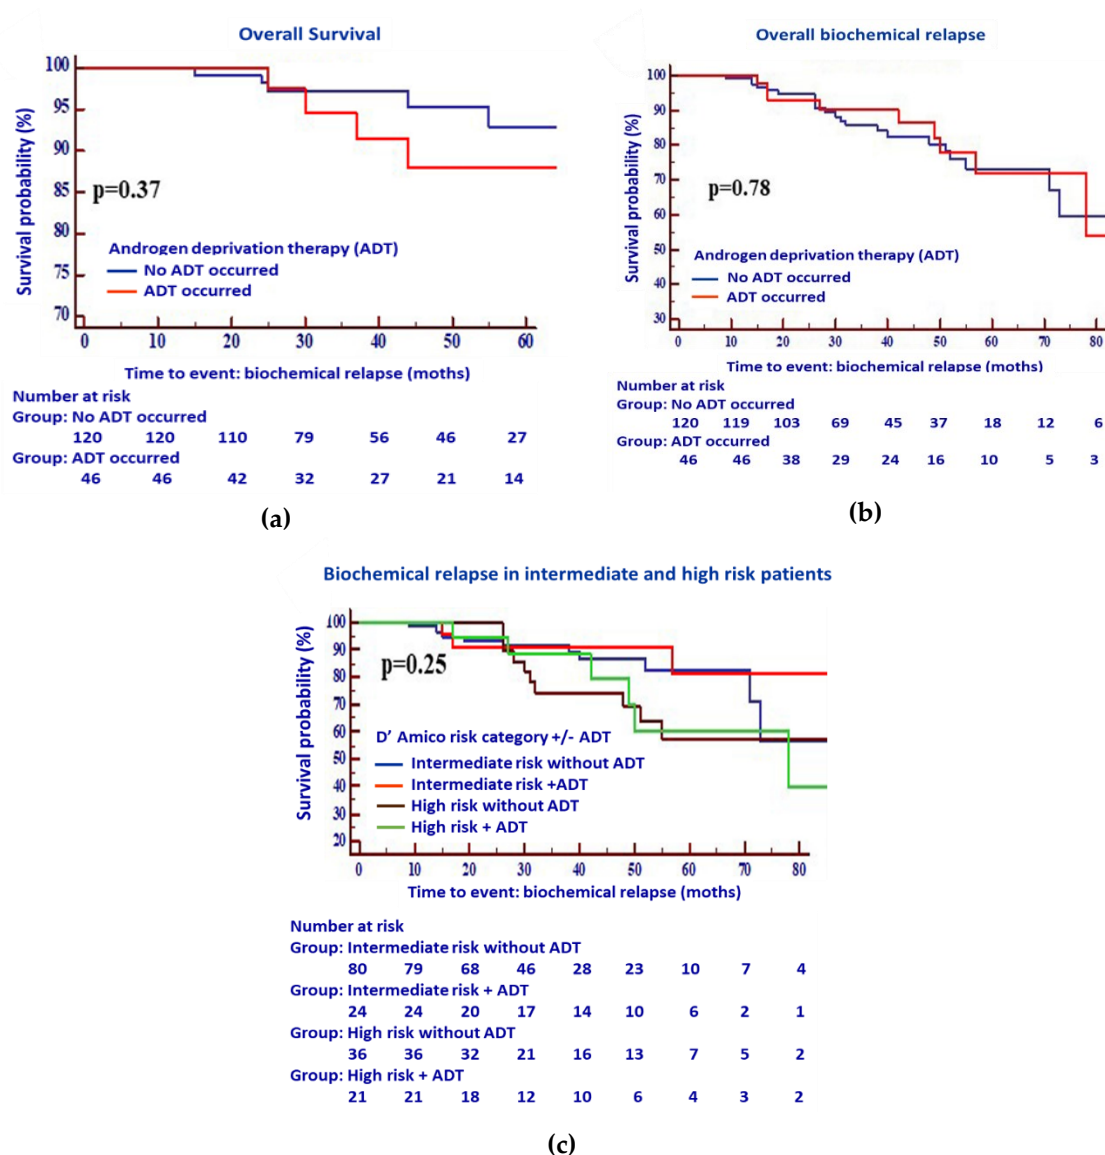 Overall Survival
Survival probability (%)
100
95
90
85
80
75
70
p=0.37
Androgen deprivation therapy (ADT)
No ADT occurred
ADT occurred
0 10 20 30 40 50 60
Time to event: biochemical relapse (moths)
Number at risk
Group: No ADT occurred
120 120 110 79 56 46 27
Group: ADT occurred
46 46 42 32 27 21 14
(a)
Overall biochemical relapse
Survival probability (%)
100
90
80
70
60
50
40
30
p=0.78
Androgen deprivation therapy (ADT)
No ADT occurred
ADT occurred
0 10 20 30 40 50 60 70 80
Time to event: biochemical relapse (moths)
Number at risk
Group: No ADT occurred
120 119 103 69 45 37 18 12 6
Group: ADT occurred
46 46 38 29 24 16 10 5 3
(b)
Biochemical relapse in intermediate and high risk patients
Survival probability (%)
100
90
80
70
60
50
40
30
20
p=0.25
D' Amico risk category +/- ADT
Intermediate risk without ADT
Intermediate risk +ADT
High risk without ADT
High risk + ADT
0 10 20 30 40 50 60 70 80
Time to event: biochemical relapse (moths)
Number at risk
Group: Intermediate risk without ADT
80 79 68 46 28 23 10 7 4
Group: Intermediate risk + ADT
24 24 20 17 14 10 6 2 1
Group: High risk without ADT
36 36 32 21 16 13 7 5 2
Group: High risk + ADT
21 21 18 12 10 6 4 3 2
(c)